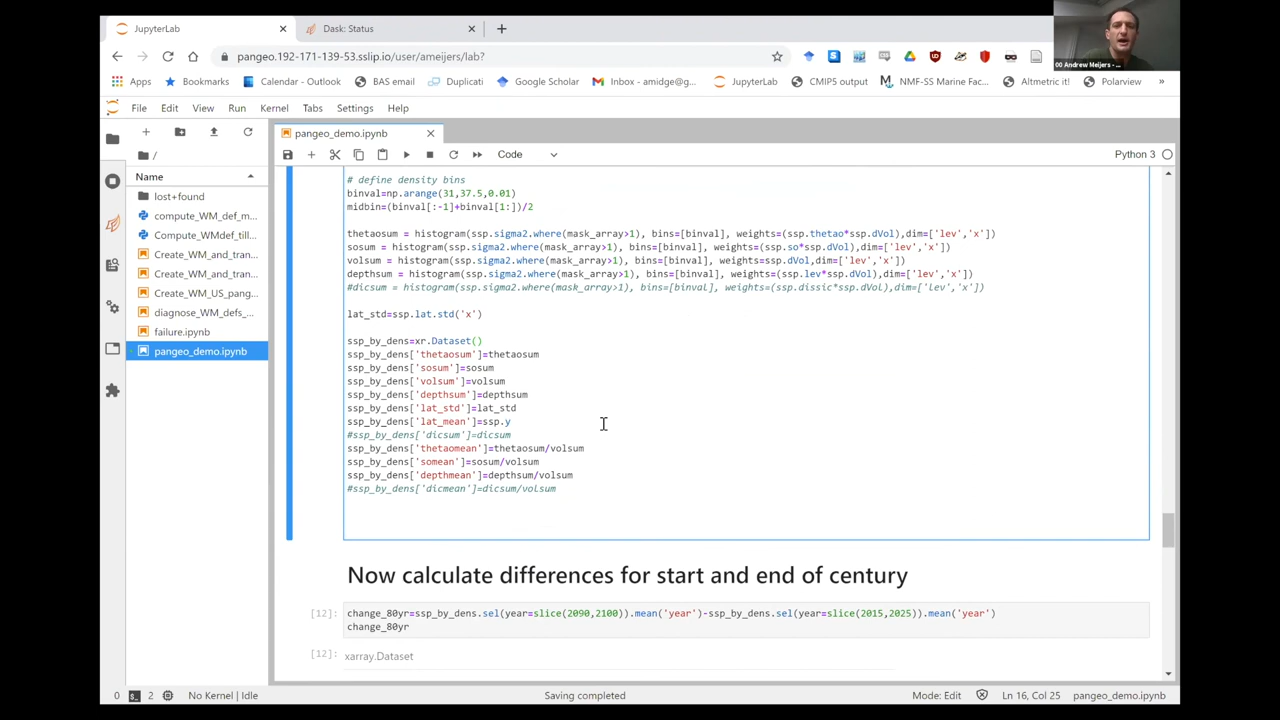 JupyterLab
Dask: Status
pangeo.192-171-139-53.sslip.io/user/ameijers/lab?
00 Andrew Meijers - ...
Apps
Bookmarks
Calendar - Outlook
BAS Email
Duplicati
Google Scholar
Inbox - amidge@g...
JupyterLab
CMIP5 output
NMF-SS Marine Fac...
Altmetric it!
Polarview
»
File Edit View Run Kernel Tabs Settings Help
pangeo_demo.ipynb
/
Code
Python 3
Name
lost+found
compute_WM_def_m...
Compute_WMdef_till...
Create_WM_and_tran...
Create_WM_and_tran...
Create_WM_US_pang...
diagnose_WM_defs_...
failure.ipynb
pangeo_demo.ipynb
# define density bins
binval=np.arange(31,37.5,0.01)
midbin=(binval[:-1]+binval[1:])/2
thetaosum = histogram(ssp.sigma2.where(mask_array>1), bins=[binval], weights=(ssp.thetao*ssp.dVol),dim=['lev','x'])
sosum = histogram(ssp.sigma2.where(mask_array>1), bins=[binval], weights=(ssp.so*ssp.dVol),dim=['lev','x'])
volsum = histogram(ssp.sigma2.where(mask_array>1), bins=[binval], weights=ssp.dVol,dim=['lev','x'])
depthsum = histogram(ssp.sigma2.where(mask_array>1), bins=[binval], weights=(ssp.lev*ssp.dVol),dim=['lev','x'])
#dicsum = histogram(ssp.sigma2.where(mask_array>1), bins=[binval], weights=(ssp.dissic*ssp.dVol),dim=['lev','x'])
lat_std=ssp.lat.std('x')
ssp_by_dens=xr.Dataset()
ssp_by_dens['thetaosum']=thetaosum
ssp_by_dens['sosum']=sosum
ssp_by_dens['volsum']=volsum
ssp_by_dens['depthsum']=depthsum
ssp_by_dens['lat_std']=lat_std
ssp_by_dens['lat_mean']=ssp.y
#ssp_by_dens['dicsum']=dicsum
ssp_by_dens['thetaomean']=thetaosum/volsum
ssp_by_dens['somean']=sosum/volsum
ssp_by_dens['depthmean']=depthsum/volsum
#ssp_by_dens['dicmean']=dicsum/volsum
Now calculate differences for start and end of century
[12]: change_80yr=ssp_by_dens.sel(year=slice(2090,2100)).mean('year')-ssp_by_dens.sel(year=slice(2015,2025)).mean('year')
change_80yr
[12]: xarray.Dataset
0 2 No Kernel | Idle
Saving completed
Mode: Edit
Ln 16, Col 25
pangeo_demo.ipynb